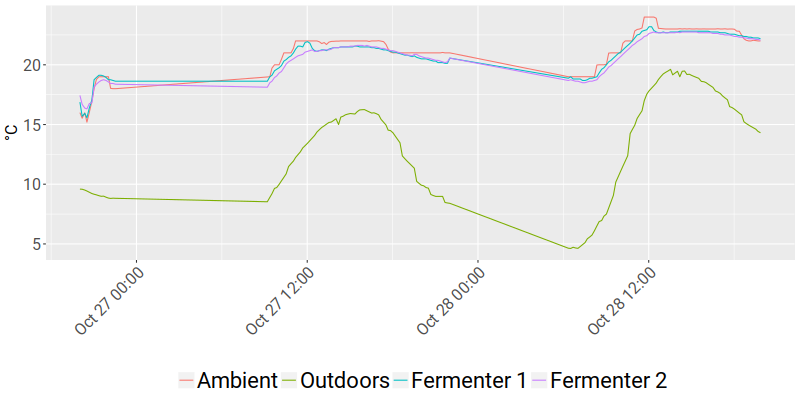 20
15
10
5
°C
Oct 27 00:00
Oct 27 12:00
Oct 28 00:00
Oct 28 12:00
Ambient Outdoors Fermenter 1 Fermenter 2